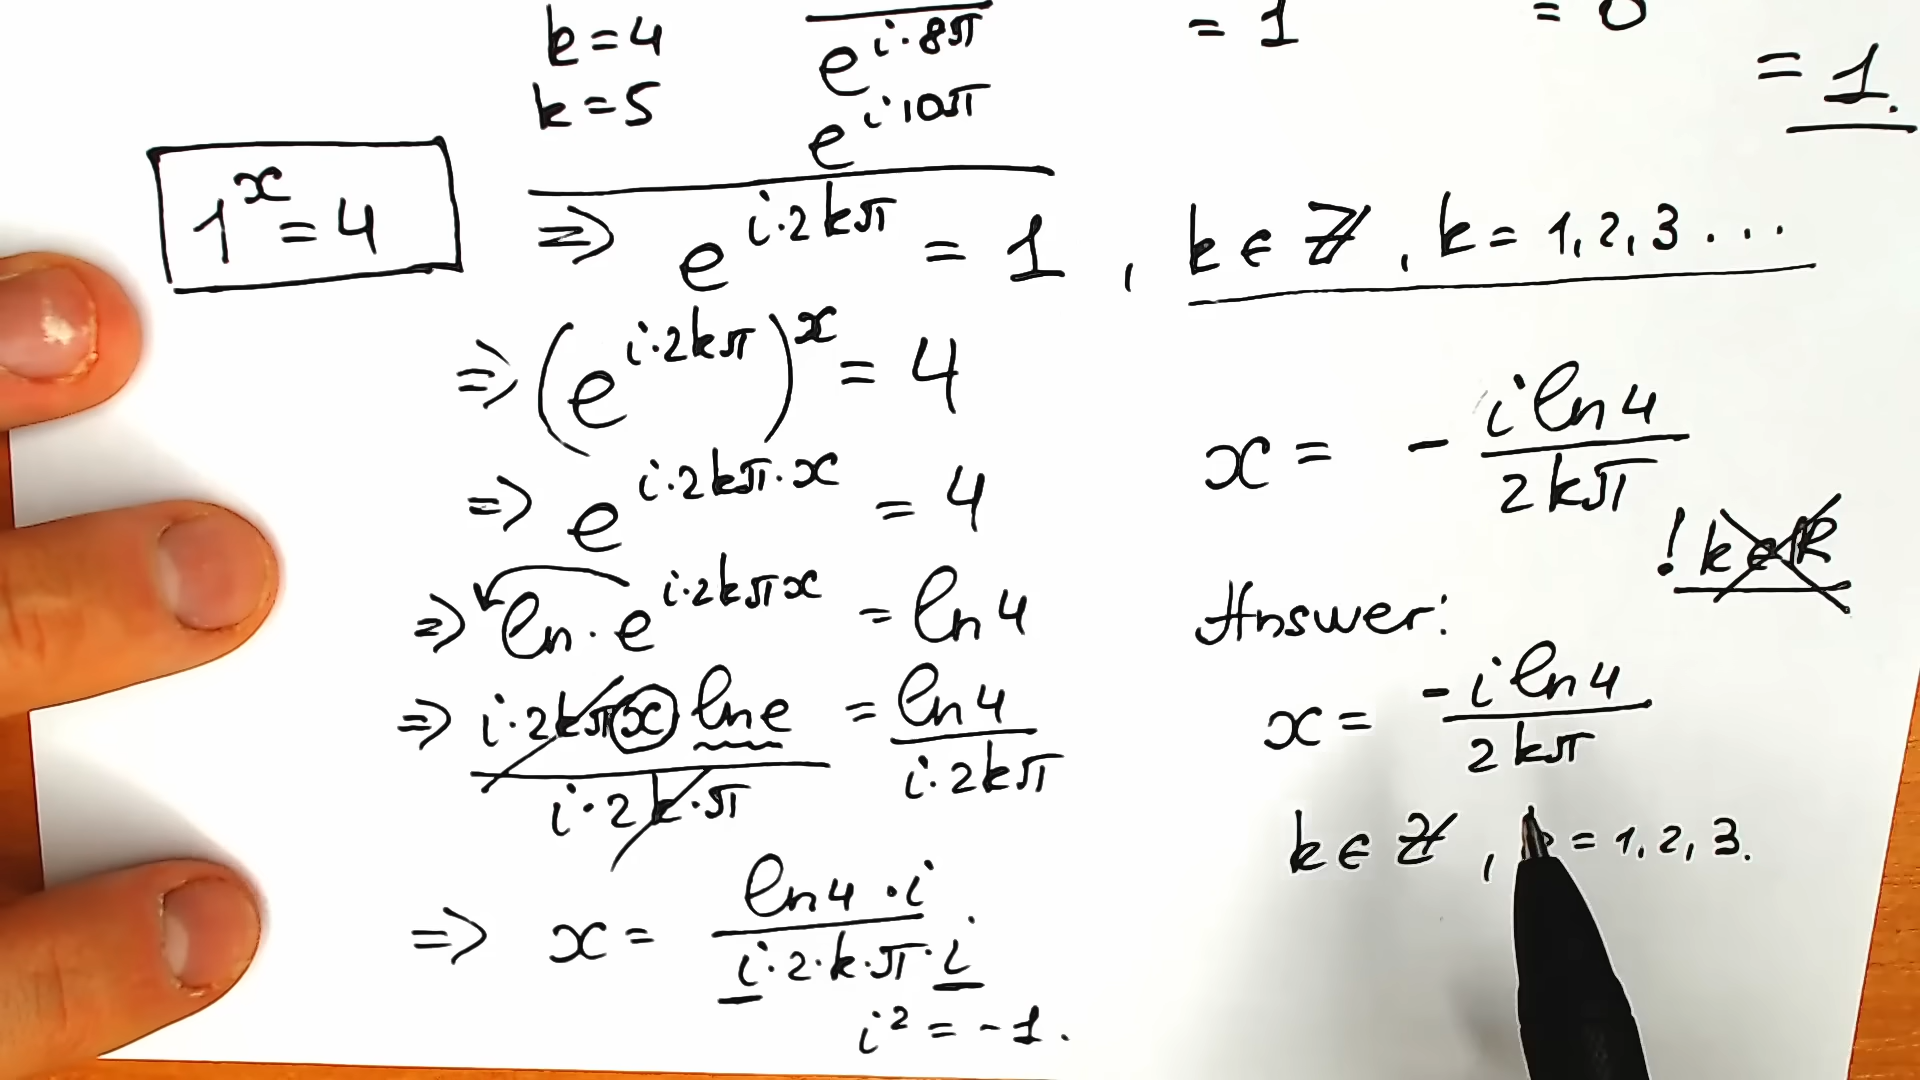 k=4
k=5
e^{i·8π}
e^{i·10π}
= 1
= 0
= 1.
1^x = 4
=> e^{i·2kπ} = 1, k∈ℤ, k = 1,2,3...
=> (e^{i·2kπ})^x = 4
=> e^{i·2kπ·x} = 4
=> ln·e^{i·2kπx} = ln4
=> i·2kπx lne / i·2k·π = ln4 / i·2kπ
=> x = ln4·i / i·2·k·π·i
i² = -1.
x = - i ln4 / 2kπ
! k∈ℝ
Answer:
x = -i ln4 / 2kπ
k∈ℤ, = 1,2,3.